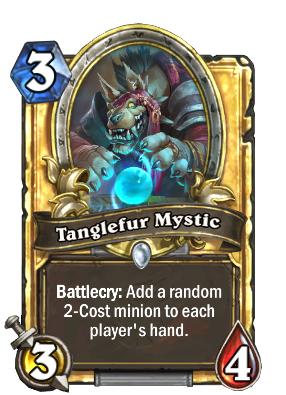 3
Tanglefur Mystic
Battlecry: Add a random
2-Cost minion to each
player's hand.
3
4